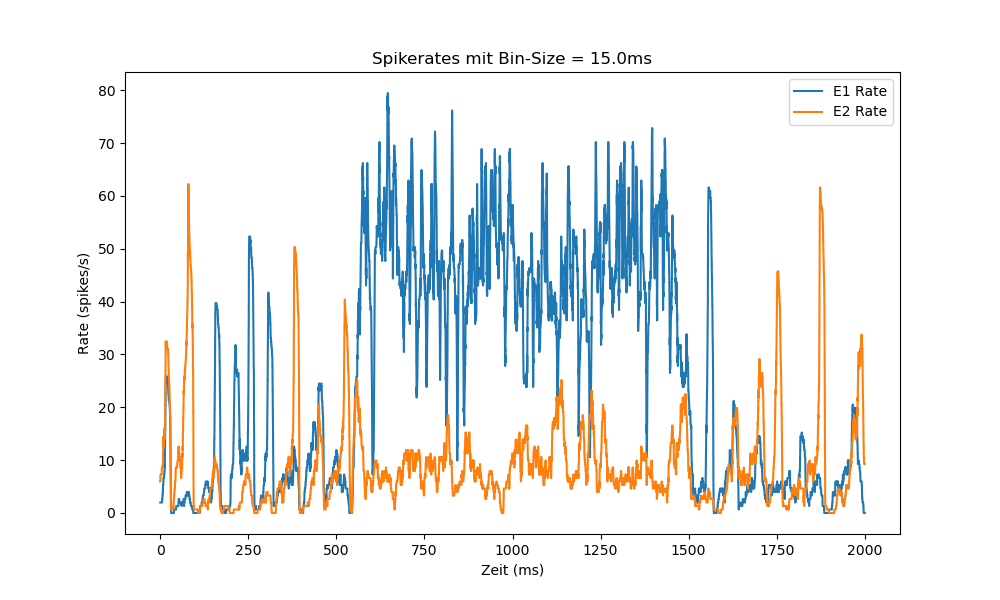 Spikerates mit Bin-Size = 15.0ms
E1 Rate
E2 Rate
80
70
60
50
40
30
20
10
0
Rate (spikes/s)
0 250 500 750 1000 1250 1500 1750 2000
Zeit (ms)